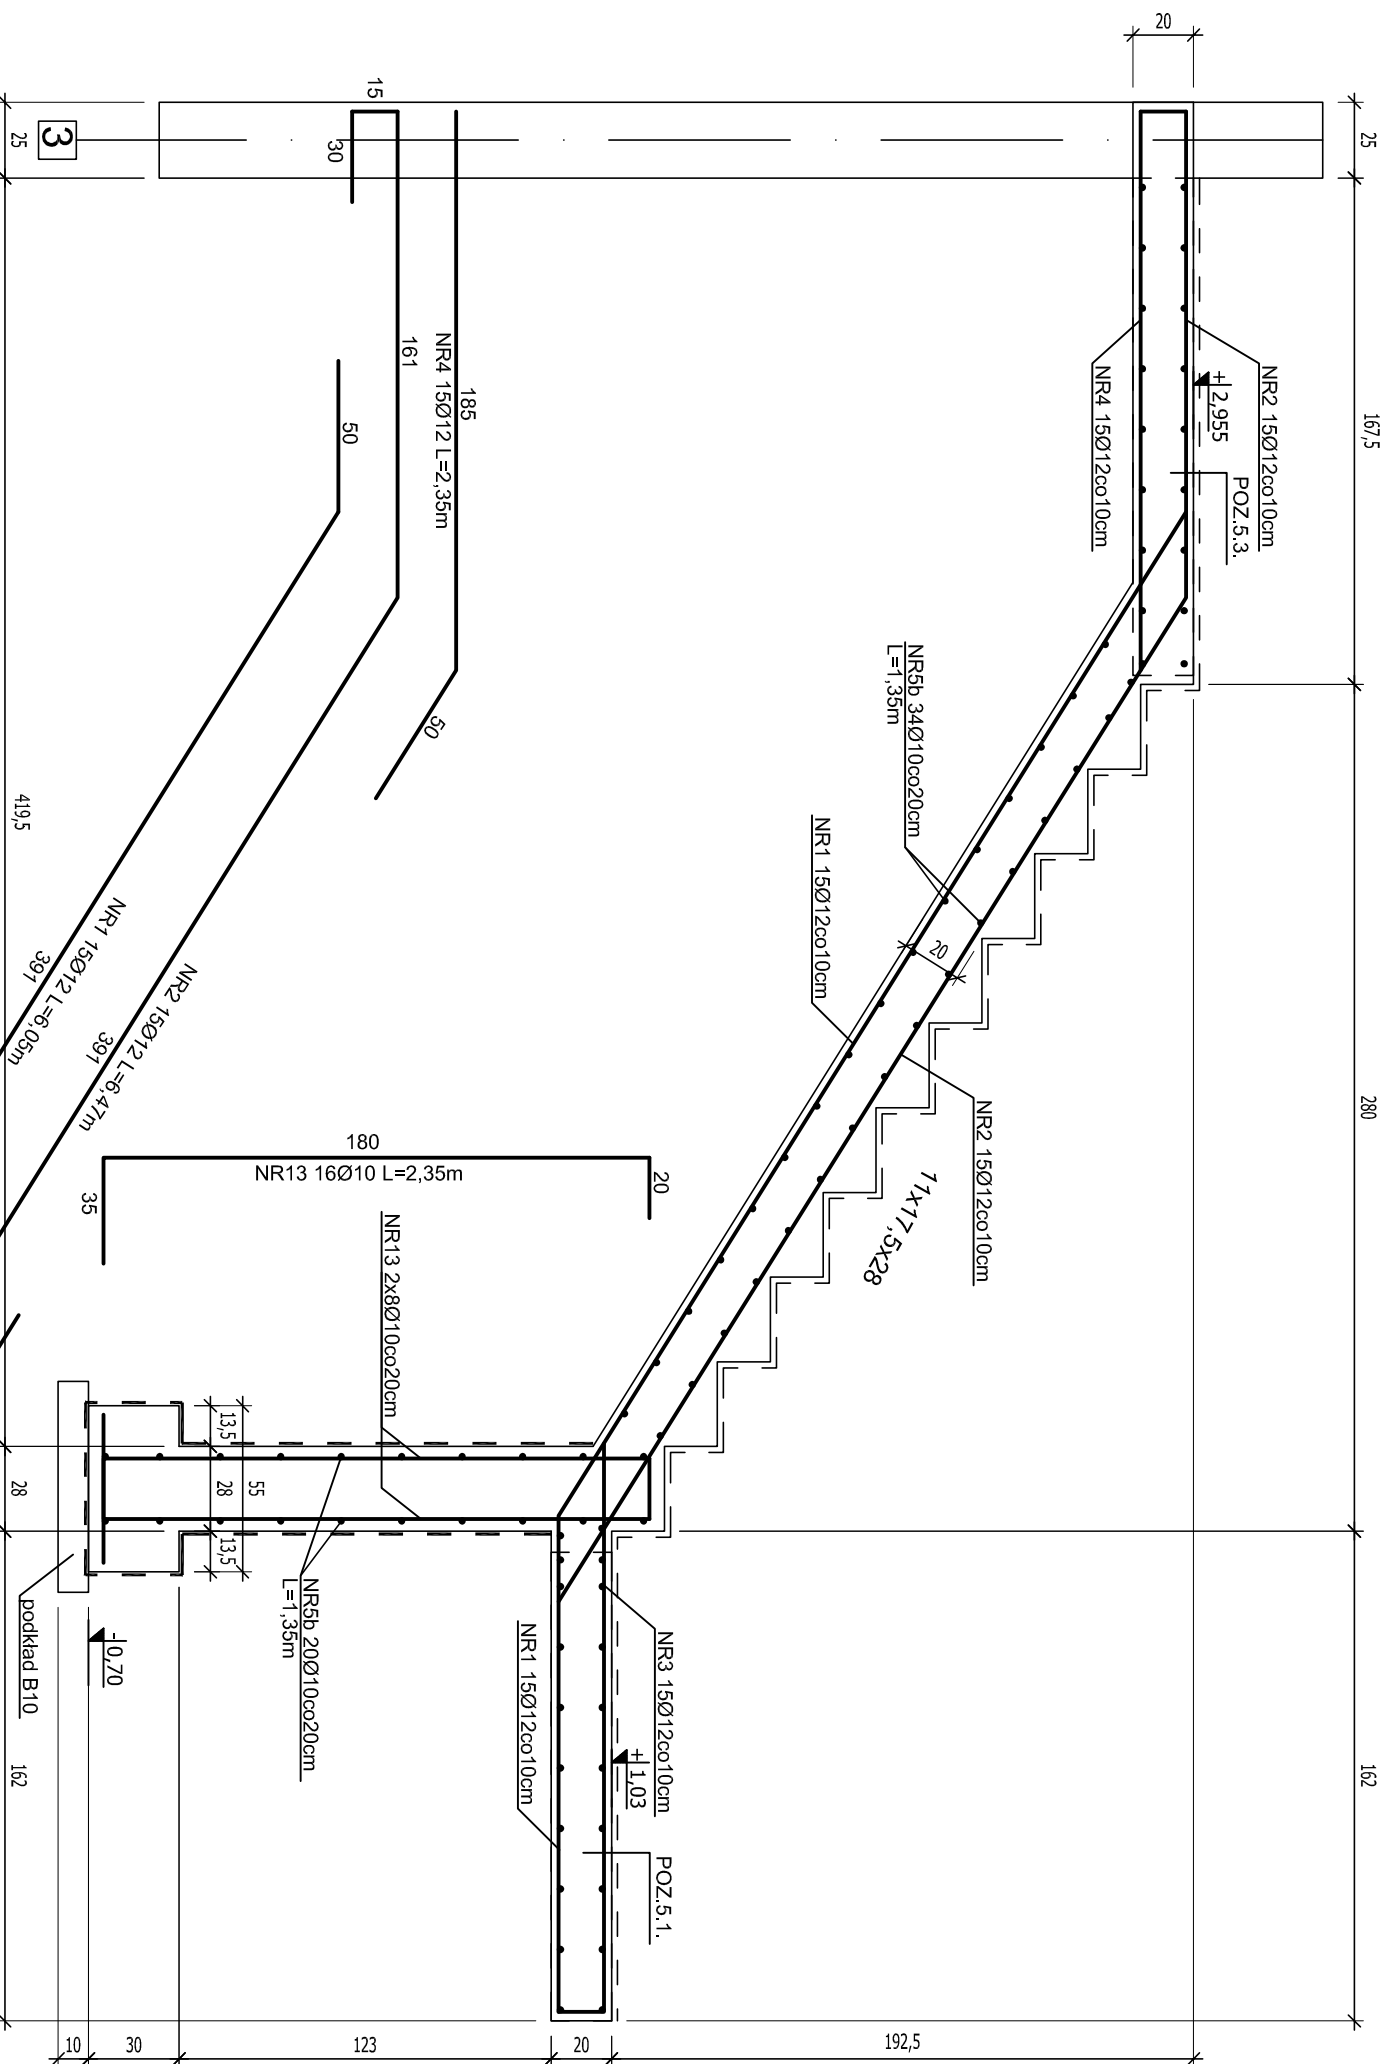 20
25
167,5
280
162
3
25
419,5
28
162
15
30
161
185
NR4 15Ø12 L=2,35m
50
50
NR2 15Ø12co10cm
+2,955
POZ.5.3.
NR4 15Ø12co10cm
NR5b 34Ø10co20cm
L=1,35m
NR1 15Ø12co10cm
20
NR2 15Ø12co10cm
11x17,5x28
NR1 15Ø12 L=6,05m
391
NR2 15Ø12 L=6,47m
391
180
NR13 16Ø10 L=2,35m
20
35
NR13 2x8Ø10co20cm
13,5
28
13,5
55
NR5b 20Ø10co20cm
L=1,35m
NR1 15Ø12co10cm
NR3 15Ø12co10cm
+1,03
POZ.5.1.
podkład B10
-0,70
10
30
123
20
192,5